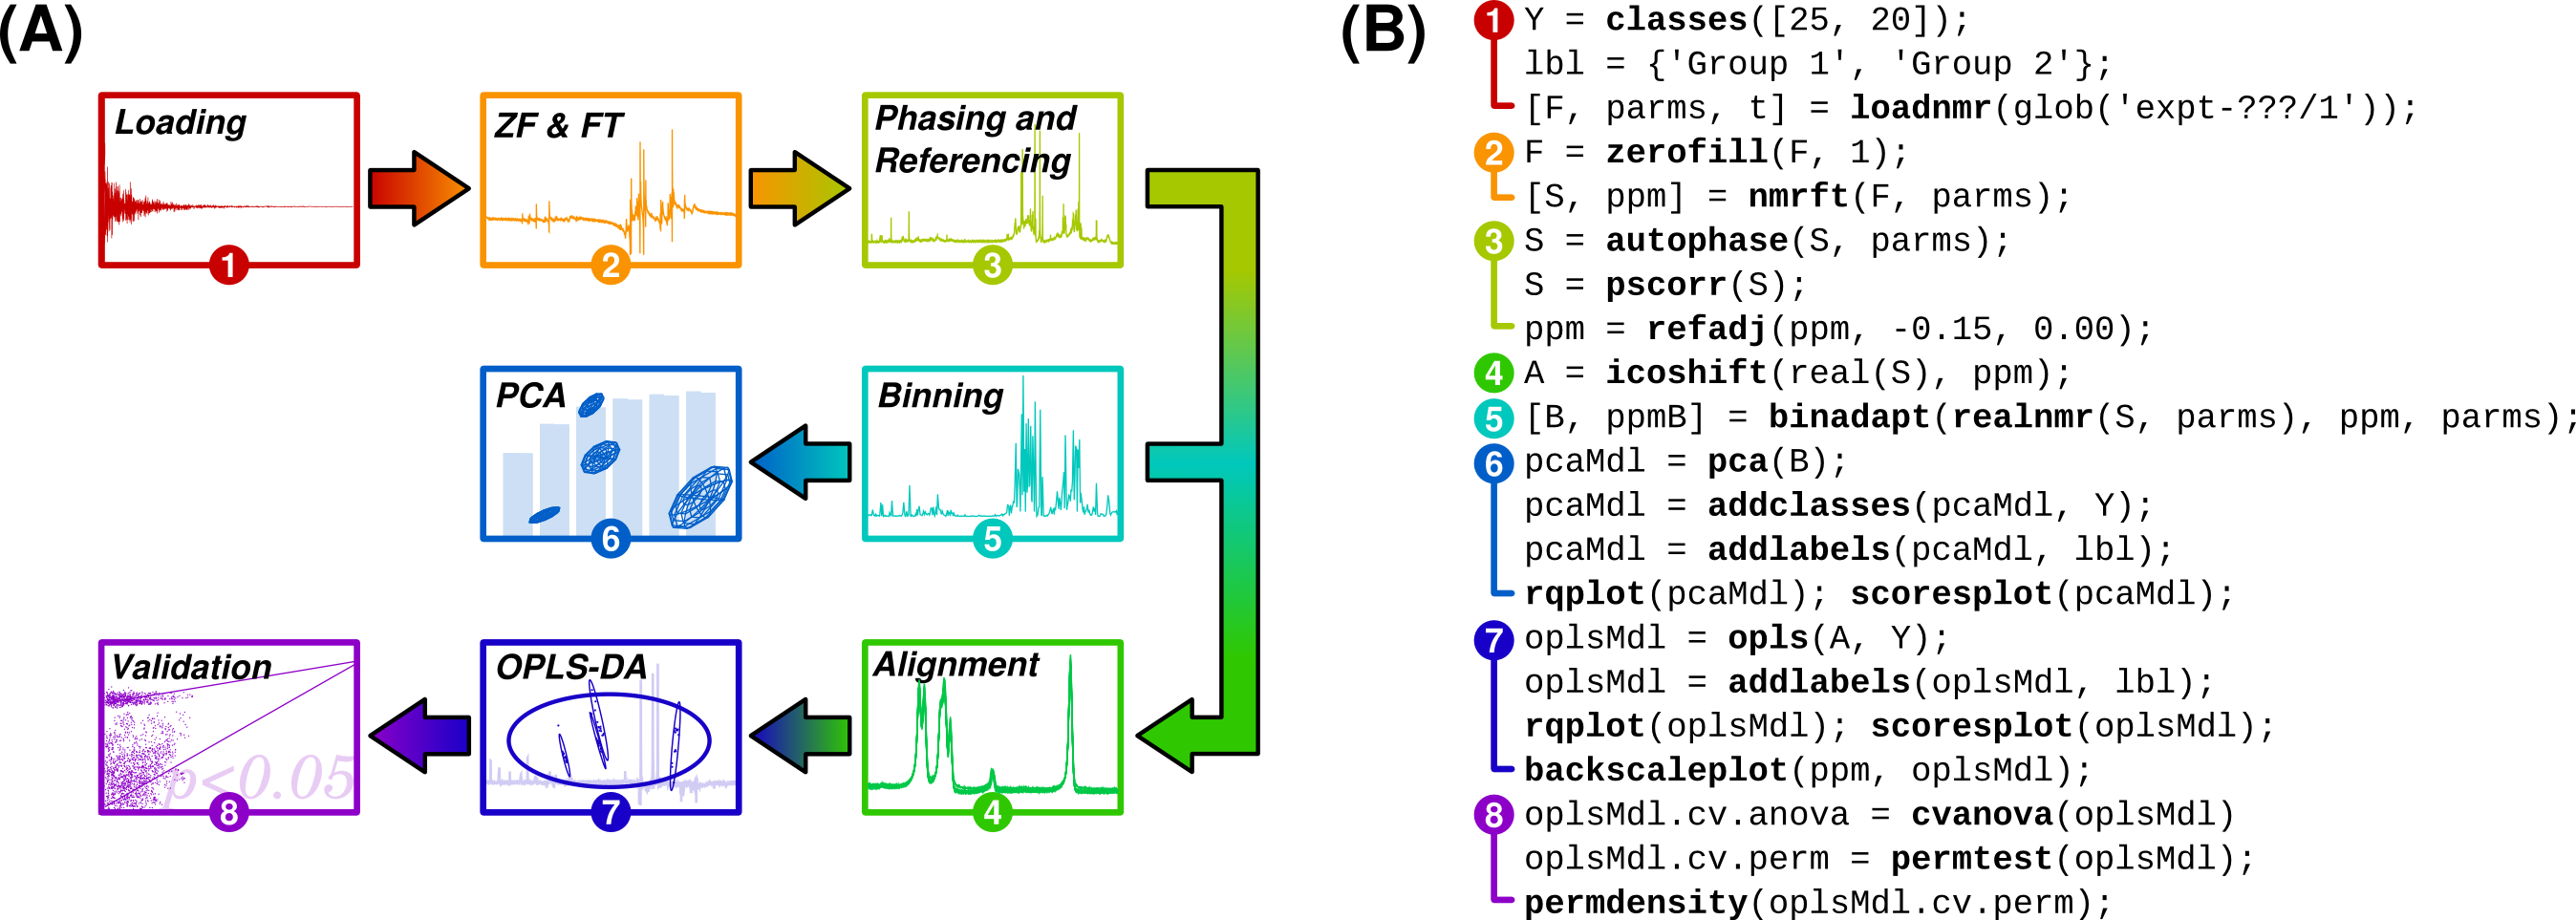 (A)
Loading
1
ZF & FT
2
Phasing and
Referencing
3
PCA
6
Binning
5
Validation
p<0.05
8
OPLS-DA
7
Alignment
4
(B)
1 Y = classes([25, 20]);
lbl = {'Group 1', 'Group 2'};
[F, parms, t] = loadnmr(glob('expt-???/1'));
2 F = zerofill(F, 1);
[S, ppm] = nmrft(F, parms);
3 S = autophase(S, parms);
S = pscorr(S);
ppm = refadj(ppm, -0.15, 0.00);
4 A = icoshift(real(S), ppm);
5 [B, ppmB] = binadapt(realnmr(S, parms), ppm, parms);
6 pcaMdl = pca(B);
pcaMdl = addclasses(pcaMdl, Y);
pcaMdl = addlabels(pcaMdl, lbl);
rqplot(pcaMdl); scoresplot(pcaMdl);
7 oplsMdl = opls(A, Y);
oplsMdl = addlabels(oplsMdl, lbl);
rqplot(oplsMdl); scoresplot(oplsMdl);
backscaleplot(ppm, oplsMdl);
8 oplsMdl.cv.anova = cvanova(oplsMdl)
oplsMdl.cv.perm = permtest(oplsMdl);
permdensity(oplsMdl.cv.perm);